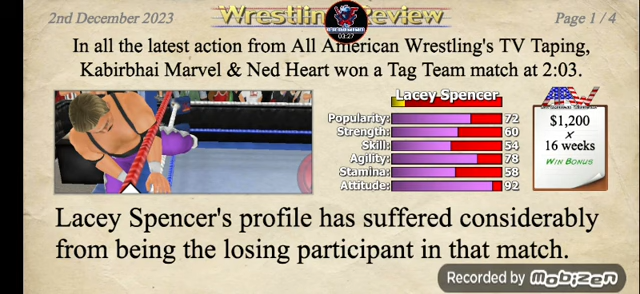 2nd December 2023
Wrestling Review
Page 1 / 4
03:27
In all the latest action from All American Wrestling's TV Taping,
Kabirbhai Marvel & Ned Heart won a Tag Team match at 2:03.
Lacey Spencer
Popularity: 72
Strength: 60
Skill: 54
Agility: 78
Stamina: 58
Attitude: 92
$1,200
x
16 weeks
WIN BONUS
Lacey Spencer's profile has suffered considerably
from being the losing participant in that match.
Recorded by Mobizen